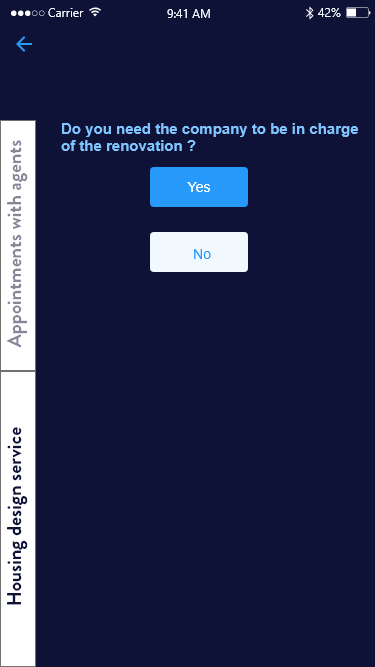 Carrier 9:41 AM 42%
Do you need the company to be in charge
of the renovation ?
Yes
No
Appointments with agents
Housing design service